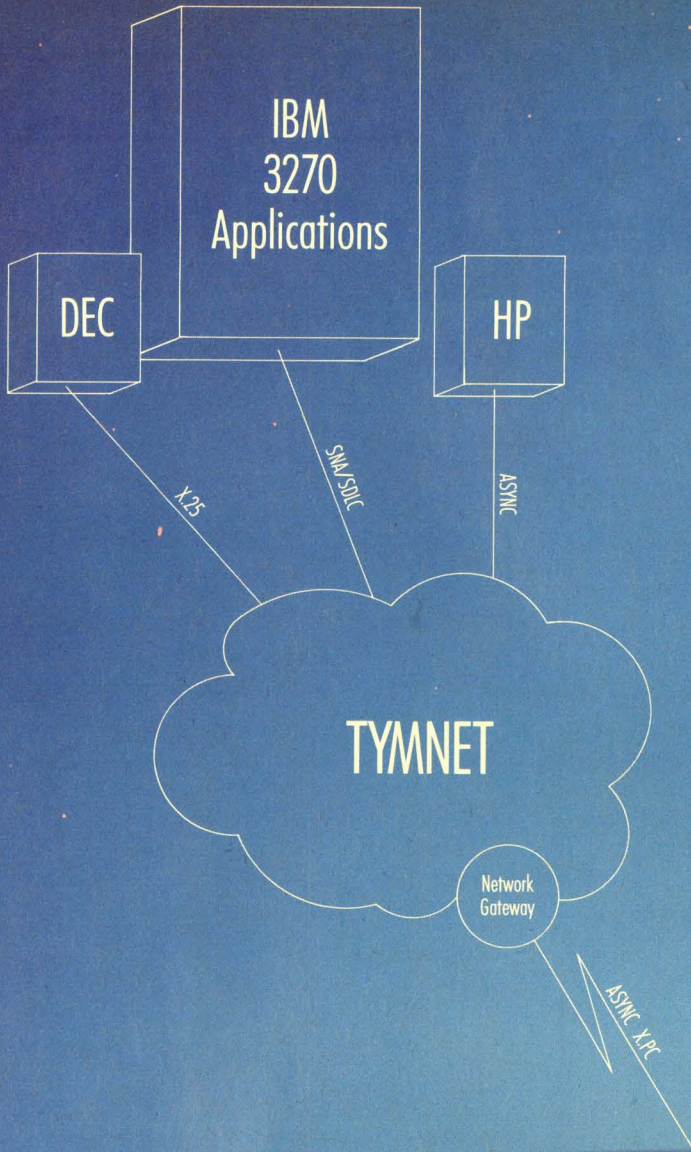 IBM
3270
Applications
DEC
HP
X.25
SNA/SDLC
ASYNC
TYMNET
Network
Gateway
ASYNC X.PC